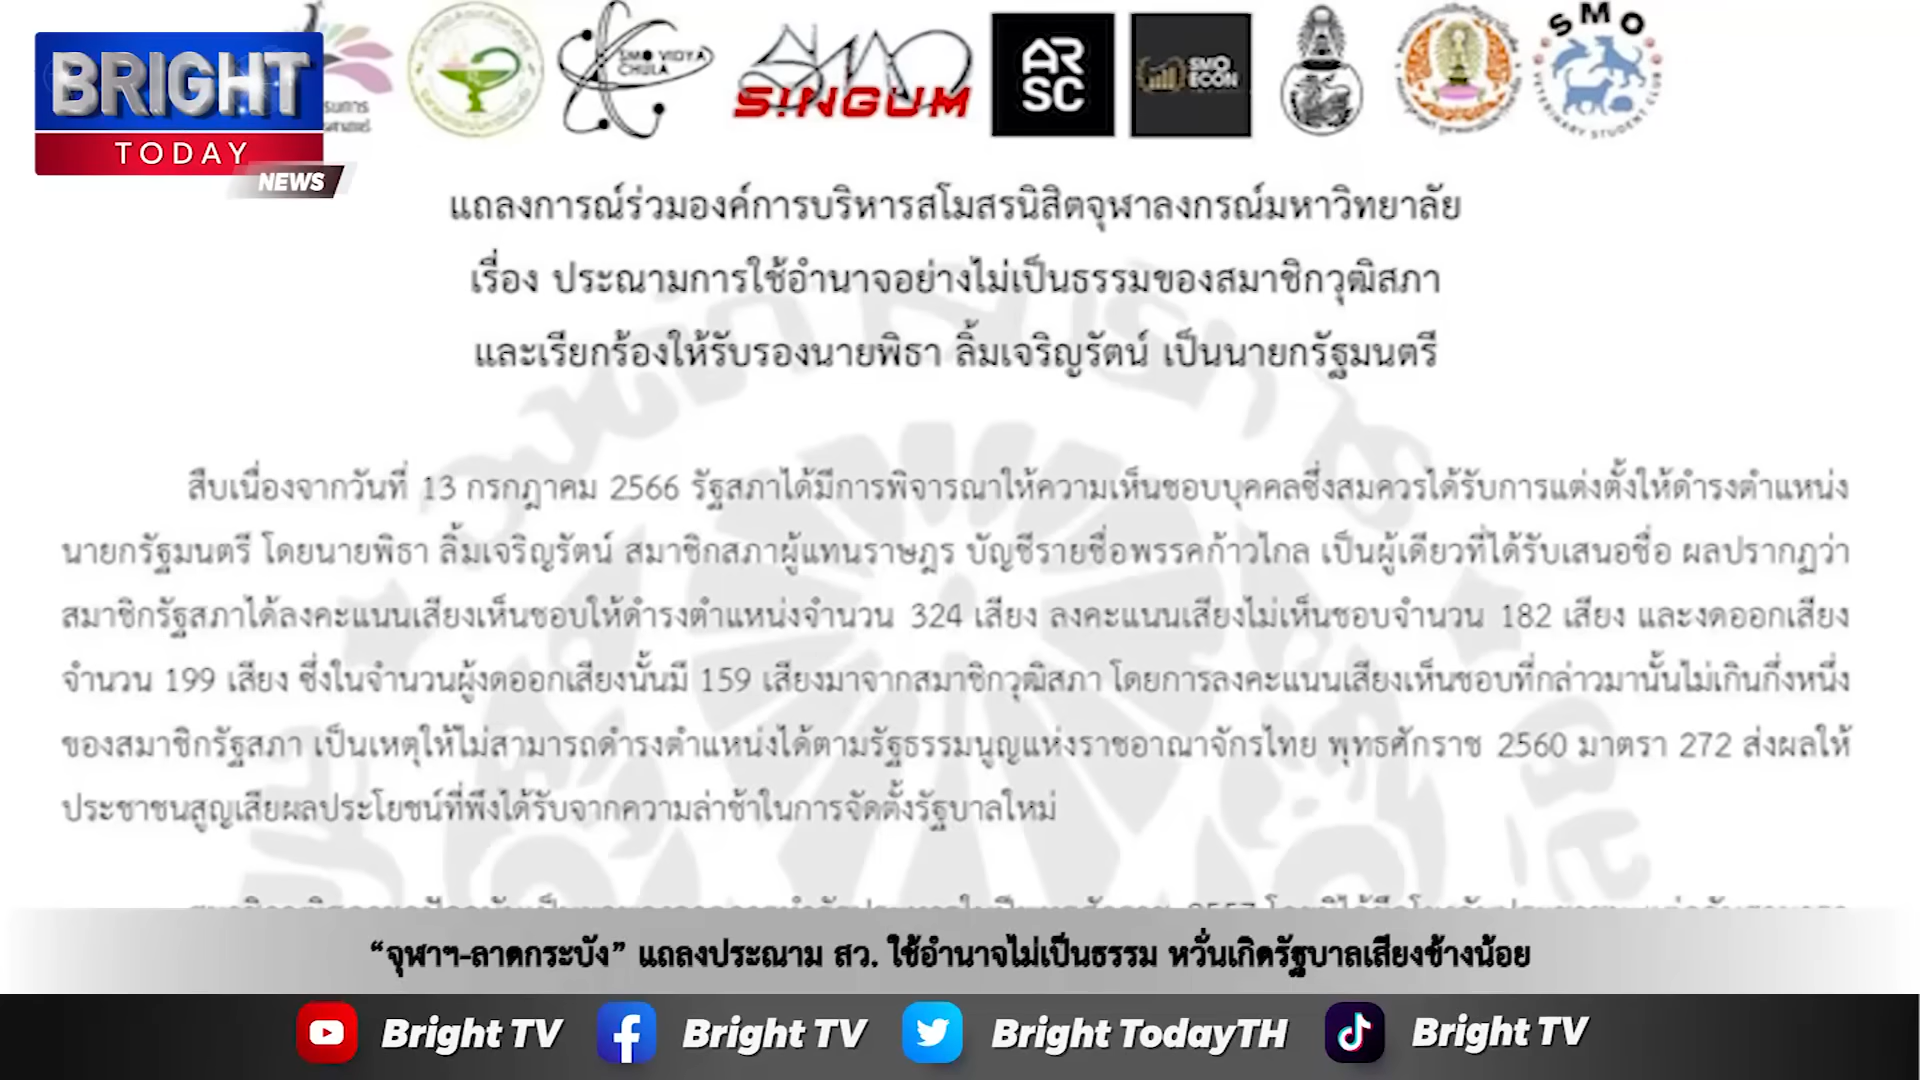 BRIGHT
TODAY
NEWS
SMO VIDYA
CHULA
SMO
SINGUM
AR
SC
SMO
ECON
SMO
VETERINARY STUDENT CLUB
แถลงการณ์ร่วมองค์การบริหารสโมสรนิสิตจุฬาลงกรณ์มหาวิทยาลัย
เรื่อง ประณามการใช้อำนาจอย่างไม่เป็นธรรมของสมาชิกวุฒิสภา
และเรียกร้องให้รับรองนายพิธา ลิ้มเจริญรัตน์ เป็นนายกรัฐมนตรี
สืบเนื่องจากวันที่ 13 กรกฎาคม 2566 รัฐสภาได้มีการพิจารณาให้ความเห็นชอบบุคคลซึ่งสมควรได้รับการแต่งตั้งให้ดำรงตำแหน่ง
นายกรัฐมนตรี โดยนายพิธา ลิ้มเจริญรัตน์ สมาชิกสภาผู้แทนราษฎร บัญชีรายชื่อพรรคก้าวไกล เป็นผู้เดียวที่ได้รับเสนอชื่อ ผลปรากฏว่า
สมาชิกรัฐสภาได้ลงคะแนนเสียงเห็นชอบให้ดำรงตำแหน่งจำนวน 324 เสียง ลงคะแนนเสียงไม่เห็นชอบจำนวน 182 เสียง และงดออกเสียง
จำนวน 199 เสียง ซึ่งในจำนวนผู้งดออกเสียงนั้นมี 159 เสียงมาจากสมาชิกวุฒิสภา โดยการลงคะแนนเสียงเห็นชอบที่กล่าวมานั้นไม่เกินกึ่งหนึ่ง
ของสมาชิกรัฐสภา เป็นเหตุให้ไม่สามารถดำรงตำแหน่งได้ตามรัฐธรรมนูญแห่งราชอาณาจักรไทย พุทธศักราช 2560 มาตรา 272 ส่งผลให้
ประชาชนสูญเสียผลประโยชน์ที่พึงได้รับจากความล่าช้าในการจัดตั้งรัฐบาลใหม่
“จุฬาฯ-ลาดกระบัง” แถลงประณาม สว. ใช้อำนาจไม่เป็นธรรม หวั่นเกิดรัฐบาลเสียงข้างน้อย
Bright TV Bright TV Bright TodayTH Bright TV